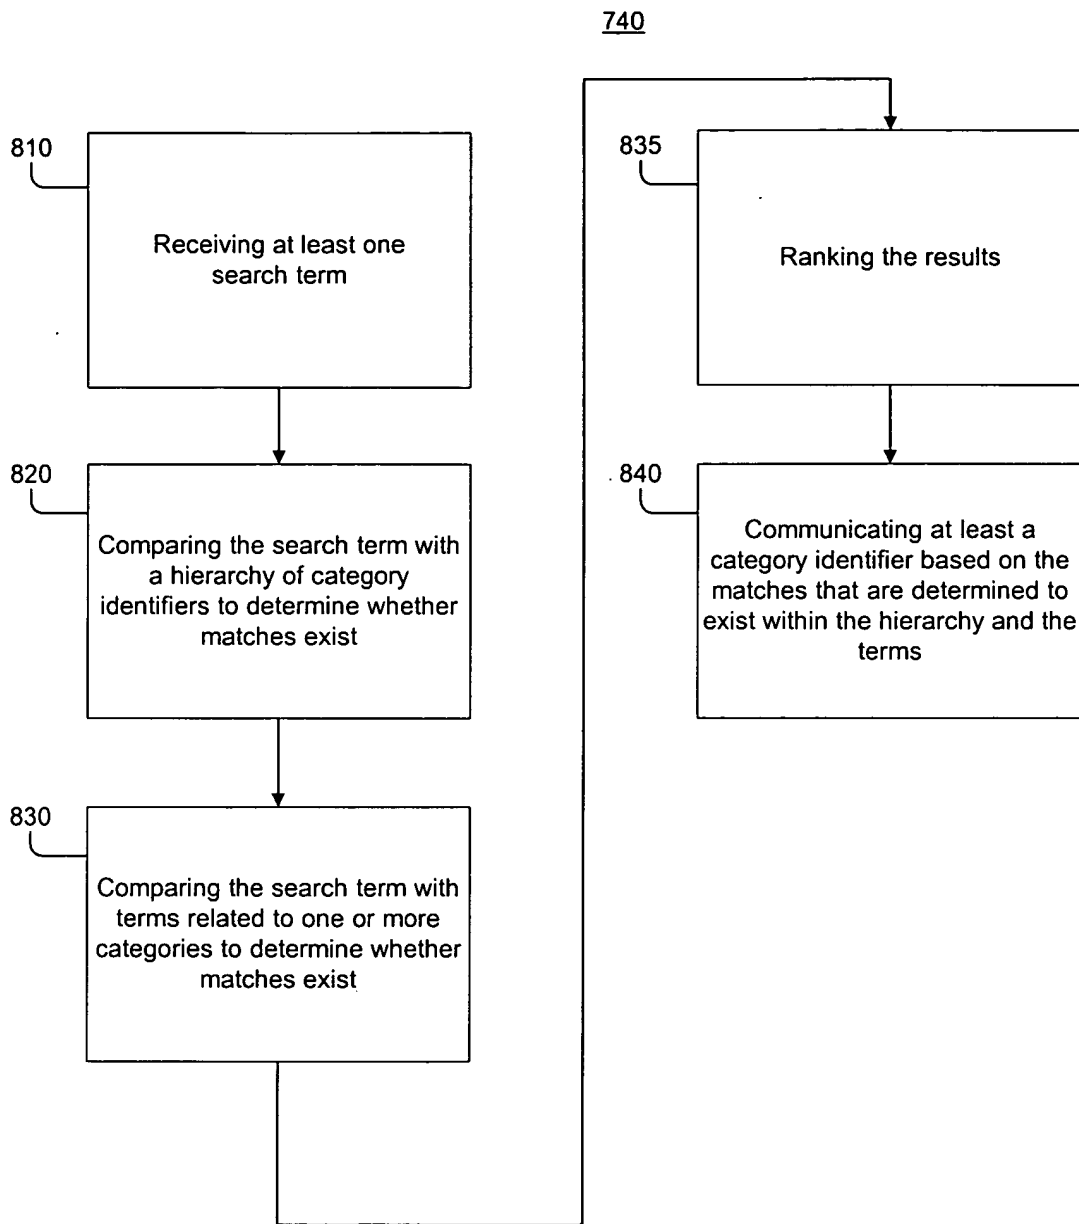 740
810
Receiving at least one
search term
820
Comparing the search term with
a hierarchy of category
identifiers to determine whether
matches exist
830
Comparing the search term with
terms related to one or more
categories to determine whether
matches exist
835
Ranking the results
840
Communicating at least a
category identifier based on the
matches that are determined to
exist within the hierarchy and the
terms